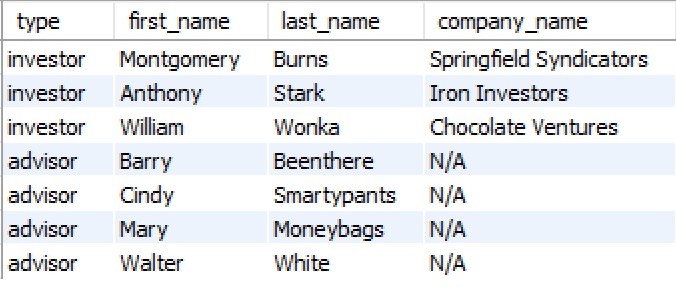 type first_name last_name company_name
investor Montgomery Burns Springfield Syndicators
investor Anthony Stark Iron Investors
investor William Wonka Chocolate Ventures
advisor Barry Beenthere N/A
advisor Cindy Smartypants N/A
advisor Mary Moneybags N/A
advisor Walter White N/A